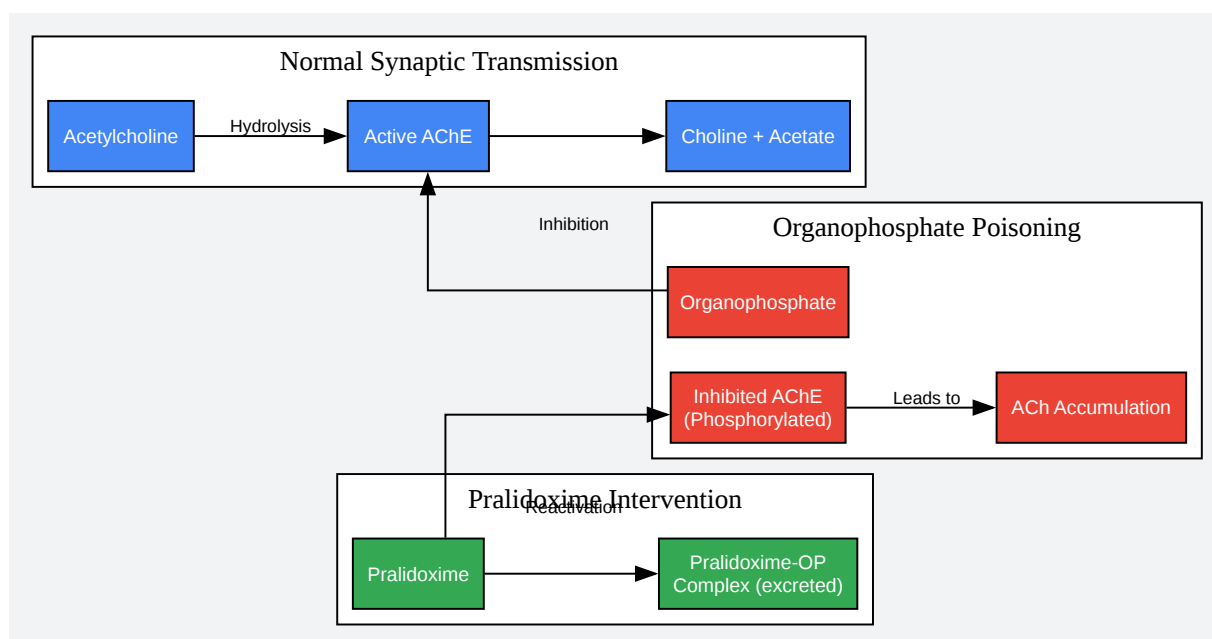 Normal Synaptic Transmission
Acetylcholine
Hydrolysis
Active AChE
Choline + Acetate
Inhibition
Organophosphate Poisoning
Organophosphate
Inhibited AChE
(Phosphorylated)
Leads to
ACh Accumulation
Pralidoxime Intervention
Reactivation
Pralidoxime
Pralidoxime-OP
Complex (excreted)